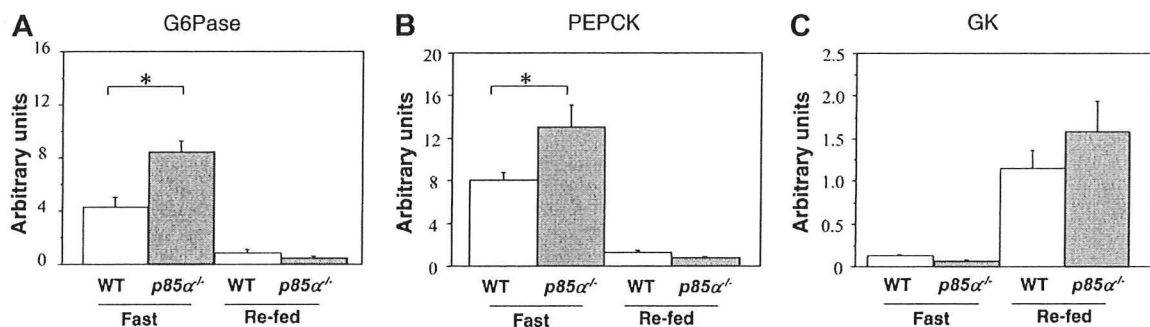 A
G6Pase
Arbitrary units
16
12
8
4
0
*
WT
p85α-/-
WT
p85α-/-
Fast
Re-fed
B
PEPCK
Arbitrary units
20
16
12
8
4
0
*
WT
p85α-/-
WT
p85α-/-
Fast
Re-fed
C
GK
Arbitrary units
2.5
2.0
1.5
1.0
0.5
0
WT
p85α-/-
WT
p85α-/-
Fast
Re-fed